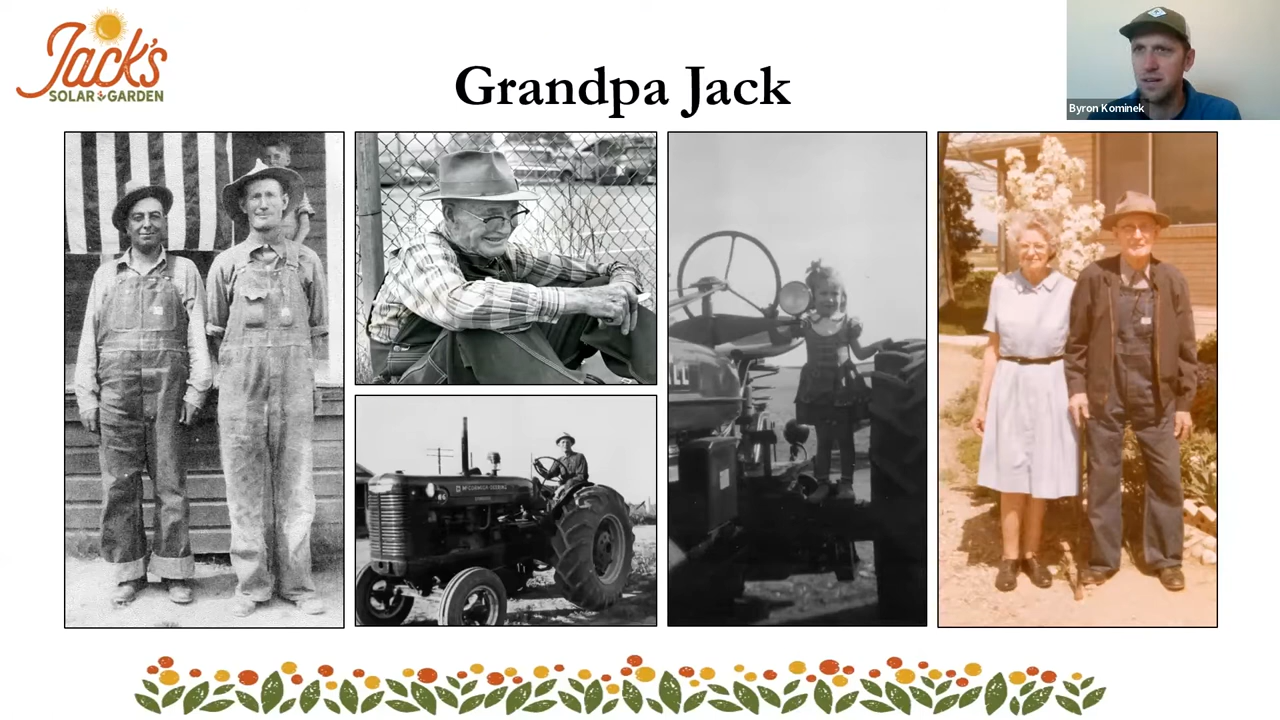 Jack's
SOLAR & GARDEN
Grandpa Jack
Byron Kominek
McCORMICK-DEERING